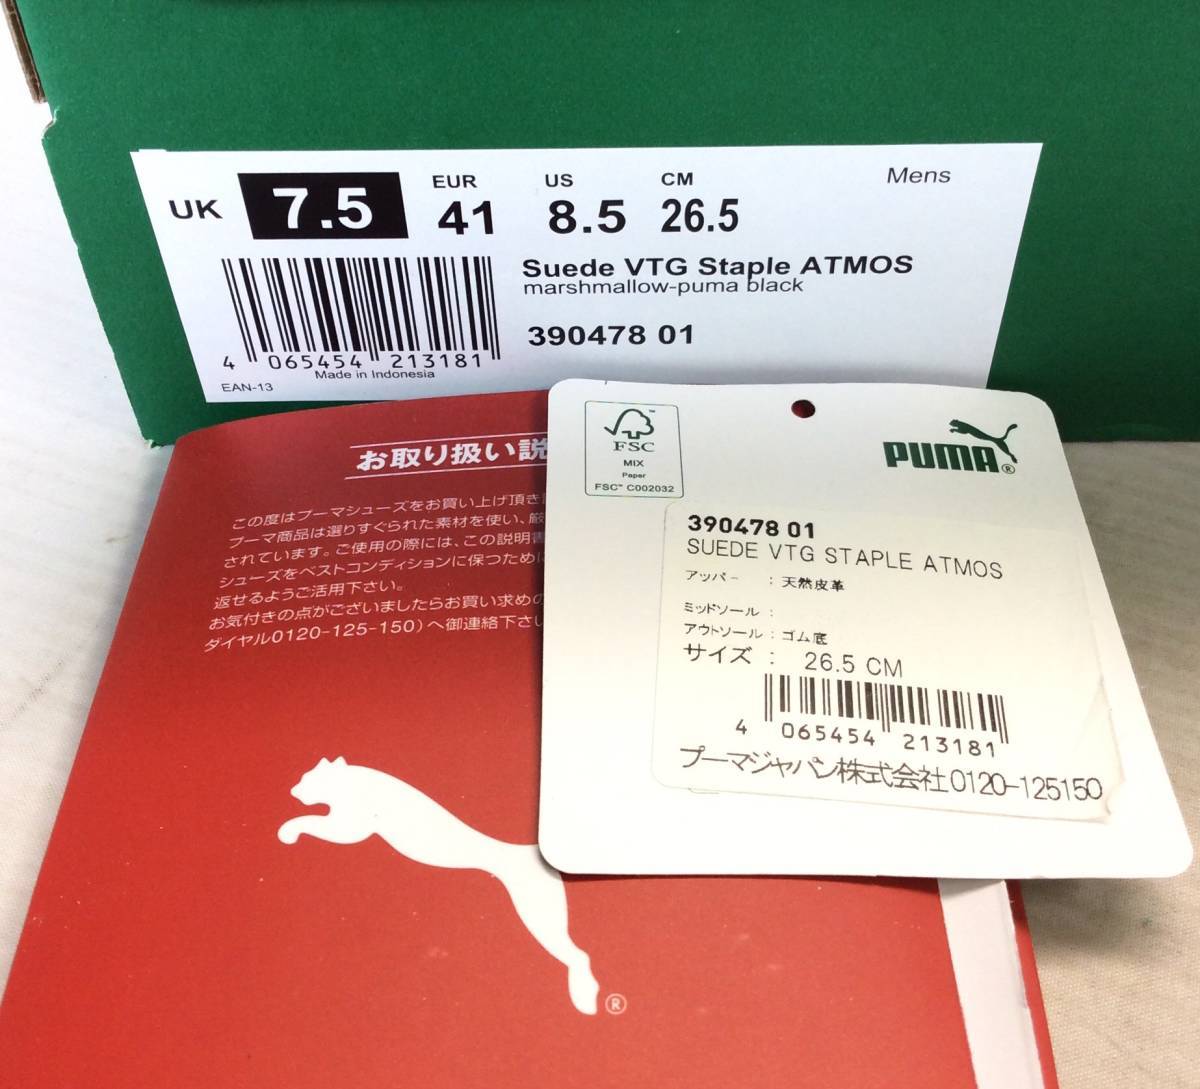 UK 7.5 EUR 41 US 8.5 CM 26.5 Mens
Suede VTG Staple ATMOS
marshmallow-puma black
390478 01
4 065454 213181
Made in Indonesia
EAN-13
お取り扱い説
この度はプーマシューズをお買い上げ頂き
プーマ商品は選りすぐられた素材を使い、厳
されています。ご使用の際には、この説明書
シューズをベストコンディションに保つために
返せるようご活用下さい。
お気付きの点がございましたらお買い求めの
ダイヤル0120-125-150)へ御連絡下さい
®
FSC™
MIX
Paper
FSC™ C002032
PUMA®
390478 01
SUEDE VTG STAPLE ATMOS
アッパー : 天然皮革
ミッドソール :
アウトソール : ゴム底
サイズ : 26.5 CM
4 065454 213181
プーマジャパン株式会社0120-125150